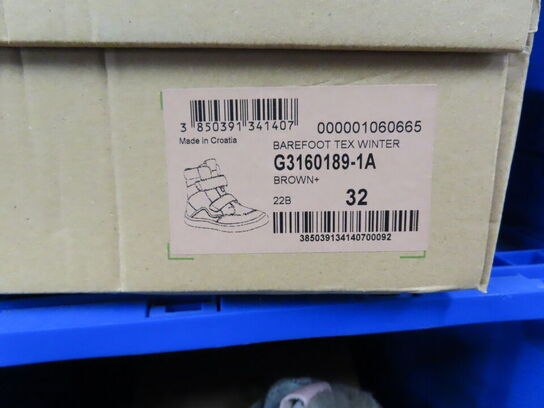 3 850391 341407
000001060665
Made in Croatia
BAREFOOT TEX WINTER
G3160189-1A
BROWN+
22B
32
385039134140700092